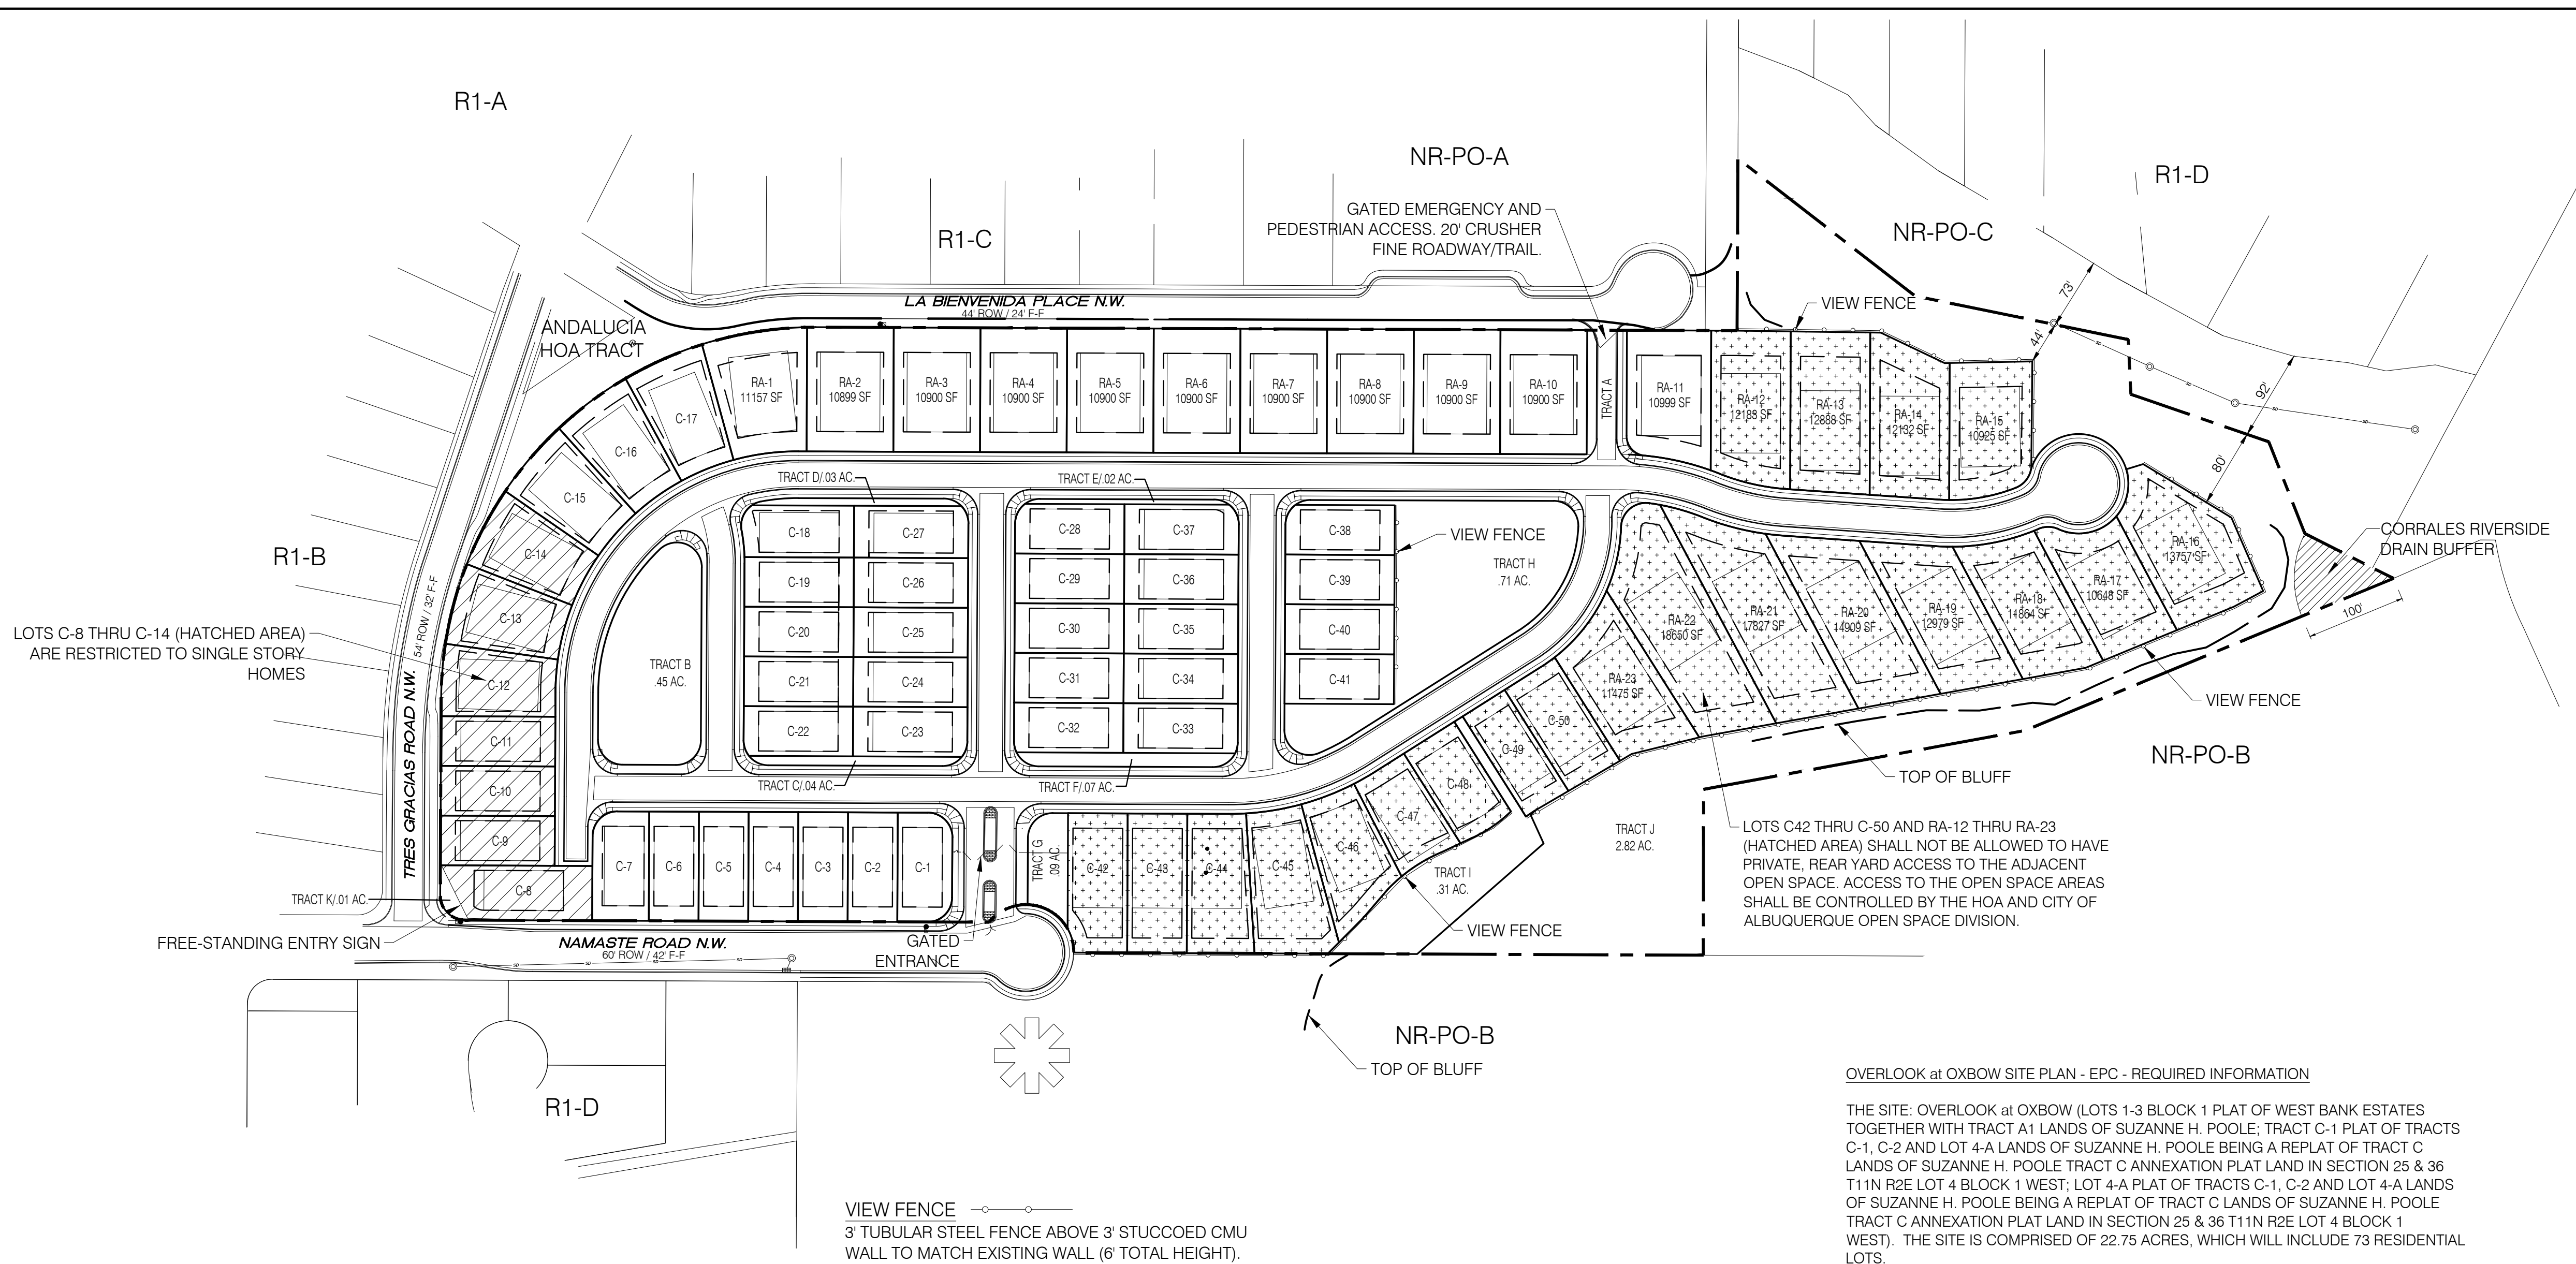 R1-A
NR-PO-A
R1-D
R1-C
NR-PO-C
GATED EMERGENCY AND
PEDESTRIAN ACCESS. 20' CRUSHER
FINE ROADWAY/TRAIL.
LA BIENVENIDA PLACE N.W.
44' ROW / 24' F-F
VIEW FENCE
73'
44'
92'
80'
ANDALUCIA
HOA TRACT
RA-1
11157 SF
RA-2
10899 SF
RA-3
10900 SF
RA-4
10900 SF
RA-5
10900 SF
RA-6
10900 SF
RA-7
10900 SF
RA-8
10900 SF
RA-9
10900 SF
RA-10
10900 SF
TRACT A
RA-11
10999 SF
RA-12
12183 SF
RA-13
12888 SF
RA-14
12132 SF
RA-15
10925 SF
C-17
C-16
C-15
C-14
C-13
C-12
C-11
C-10
C-9
C-8
R1-B
LOTS C-8 THRU C-14 (HATCHED AREA)
ARE RESTRICTED TO SINGLE STORY
HOMES
TRES GRACIAS ROAD N.W.
54' ROW / 32' F-F
TRACT D/.03 AC.
TRACT E/.02 AC.
TRACT B
.45 AC.
C-18
C-27
C-19
C-26
C-20
C-25
C-21
C-24
C-22
C-23
C-28
C-37
C-29
C-36
C-30
C-35
C-31
C-34
C-32
C-33
C-38
C-39
C-40
C-41
VIEW FENCE
TRACT H
.71 AC.
TRACT C/.04 AC.
TRACT F/.07 AC.
RA-16
13757 SF
RA-17
10648 SF
RA-18
11864 SF
RA-19
12979 SF
RA-20
14909 SF
RA-21
17827 SF
RA-22
18650 SF
RA-23
11475 SF
CORRALES RIVERSIDE
DRAIN BUFFER
100'
VIEW FENCE
NR-PO-B
TOP OF BLUFF
C-50
C-49
C-48
C-47
C-46
C-45
C-44
C-43
C-42
C-7
C-6
C-5
C-4
C-3
C-2
C-1
TRACT G
.09 AC.
TRACT I
.31 AC.
TRACT J
2.82 AC.
LOTS C42 THRU C-50 AND RA-12 THRU RA-23
(HATCHED AREA) SHALL NOT BE ALLOWED TO HAVE
PRIVATE, REAR YARD ACCESS TO THE ADJACENT
OPEN SPACE. ACCESS TO THE OPEN SPACE AREAS
SHALL BE CONTROLLED BY THE HOA AND CITY OF
ALBUQUERQUE OPEN SPACE DIVISION.
TRACT K/.01 AC.
FREE-STANDING ENTRY SIGN
NAMASTE ROAD N.W.
60' ROW / 42' F-F
GATED
ENTRANCE
VIEW FENCE
NR-PO-B
TOP OF BLUFF
R1-D
VIEW FENCE
3' TUBULAR STEEL FENCE ABOVE 3' STUCCOED CMU
WALL TO MATCH EXISTING WALL (6' TOTAL HEIGHT).
OVERLOOK at OXBOW SITE PLAN - EPC - REQUIRED INFORMATION
THE SITE: OVERLOOK at OXBOW (LOTS 1-3 BLOCK 1 PLAT OF WEST BANK ESTATES
TOGETHER WITH TRACT A1 LANDS OF SUZANNE H. POOLE; TRACT C-1 PLAT OF TRACTS
C-1, C-2 AND LOT 4-A LANDS OF SUZANNE H. POOLE BEING A REPLAT OF TRACT C
LANDS OF SUZANNE H. POOLE TRACT C ANNEXATION PLAT LAND IN SECTION 25 & 36
T11N R2E LOT 4 BLOCK 1 WEST; LOT 4-A PLAT OF TRACTS C-1, C-2 AND LOT 4-A LANDS
OF SUZANNE H. POOLE BEING A REPLAT OF TRACT C LANDS OF SUZANNE H. POOLE
TRACT C ANNEXATION PLAT LAND IN SECTION 25 & 36 T11N R2E LOT 4 BLOCK 1
WEST). THE SITE IS COMPRISED OF 22.75 ACRES, WHICH WILL INCLUDE 73 RESIDENTIAL
LOTS.